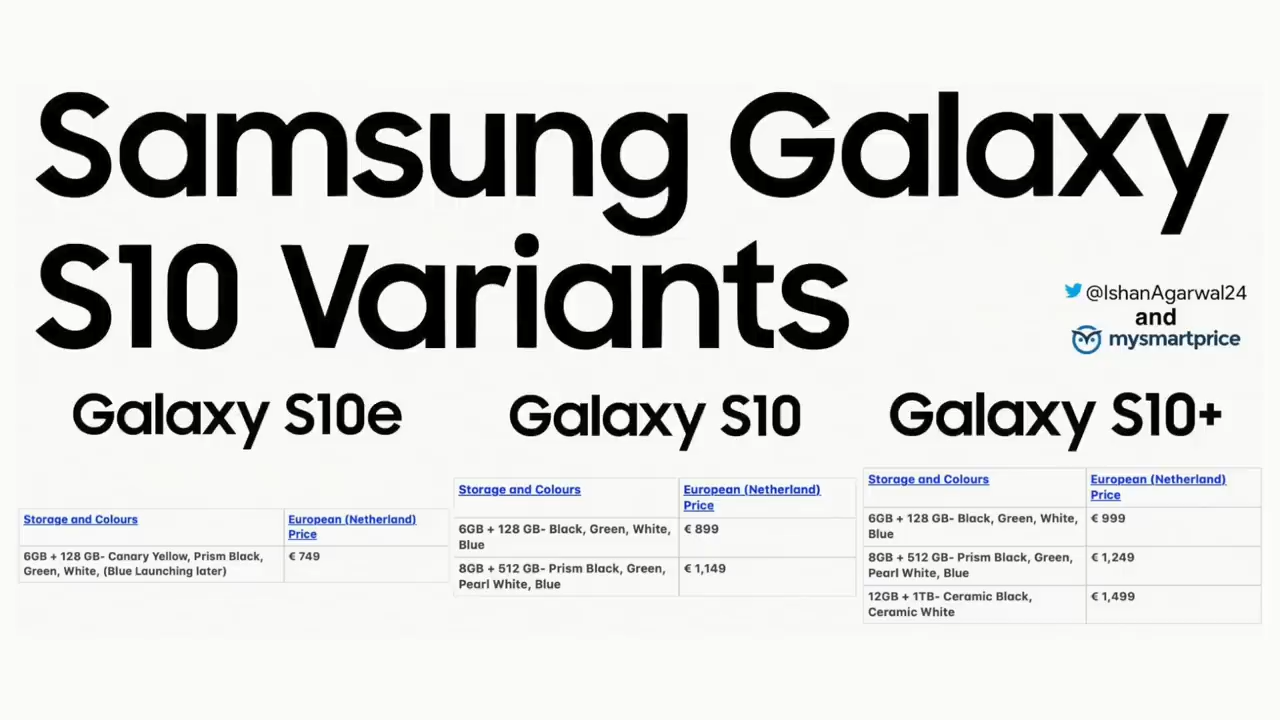 Samsung Galaxy
S10 Variants
@IshanAgarwal24
and
mysmartprice
Galaxy S10e
Storage and Colours
European (Netherland)
Price
6GB + 128 GB- Canary Yellow, Prism Black,
Green, White, (Blue Launching later)
€ 749
Galaxy S10
Storage and Colours
European (Netherland)
Price
6GB + 128 GB- Black, Green, White,
Blue
€ 899
8GB + 512 GB- Prism Black, Green,
Pearl White, Blue
€ 1,149
Galaxy S10+
Storage and Colours
European (Netherland)
Price
6GB + 128 GB- Black, Green, White,
Blue
€ 999
8GB + 512 GB- Prism Black, Green,
Pearl White, Blue
€ 1,249
12GB + 1TB- Ceramic Black,
Ceramic White
€ 1,499